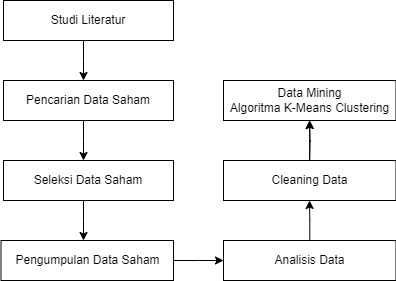 Studi Literatur
Pencarian Data Saham
Seleksi Data Saham
Pengumpulan Data Saham
Analisis Data
Cleaning Data
Data Mining
Algoritma K-Means Clustering